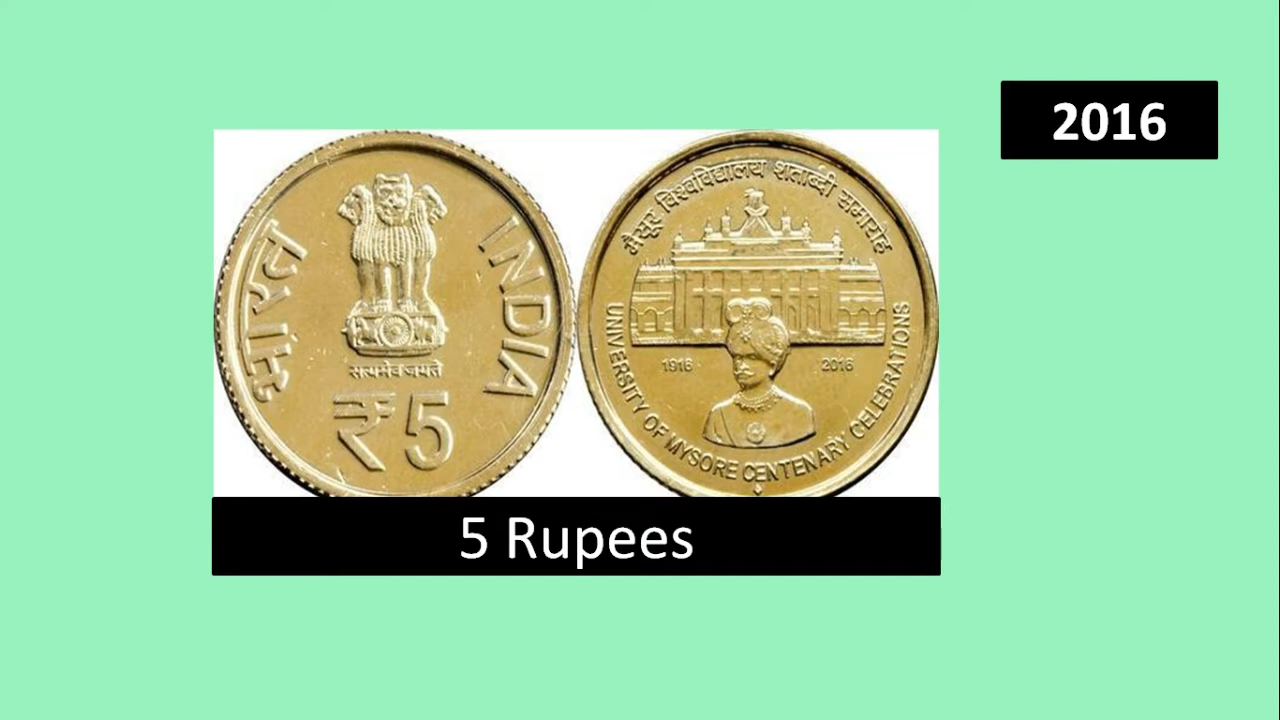 2016
भारत
INDIA
सत्यमेव जयते
₹5
मैसूर विश्वविद्यालय शताब्दी समारोह
1916
2016
UNIVERSITY OF MYSORE CENTENARY CELEBRATIONS
5 Rupees